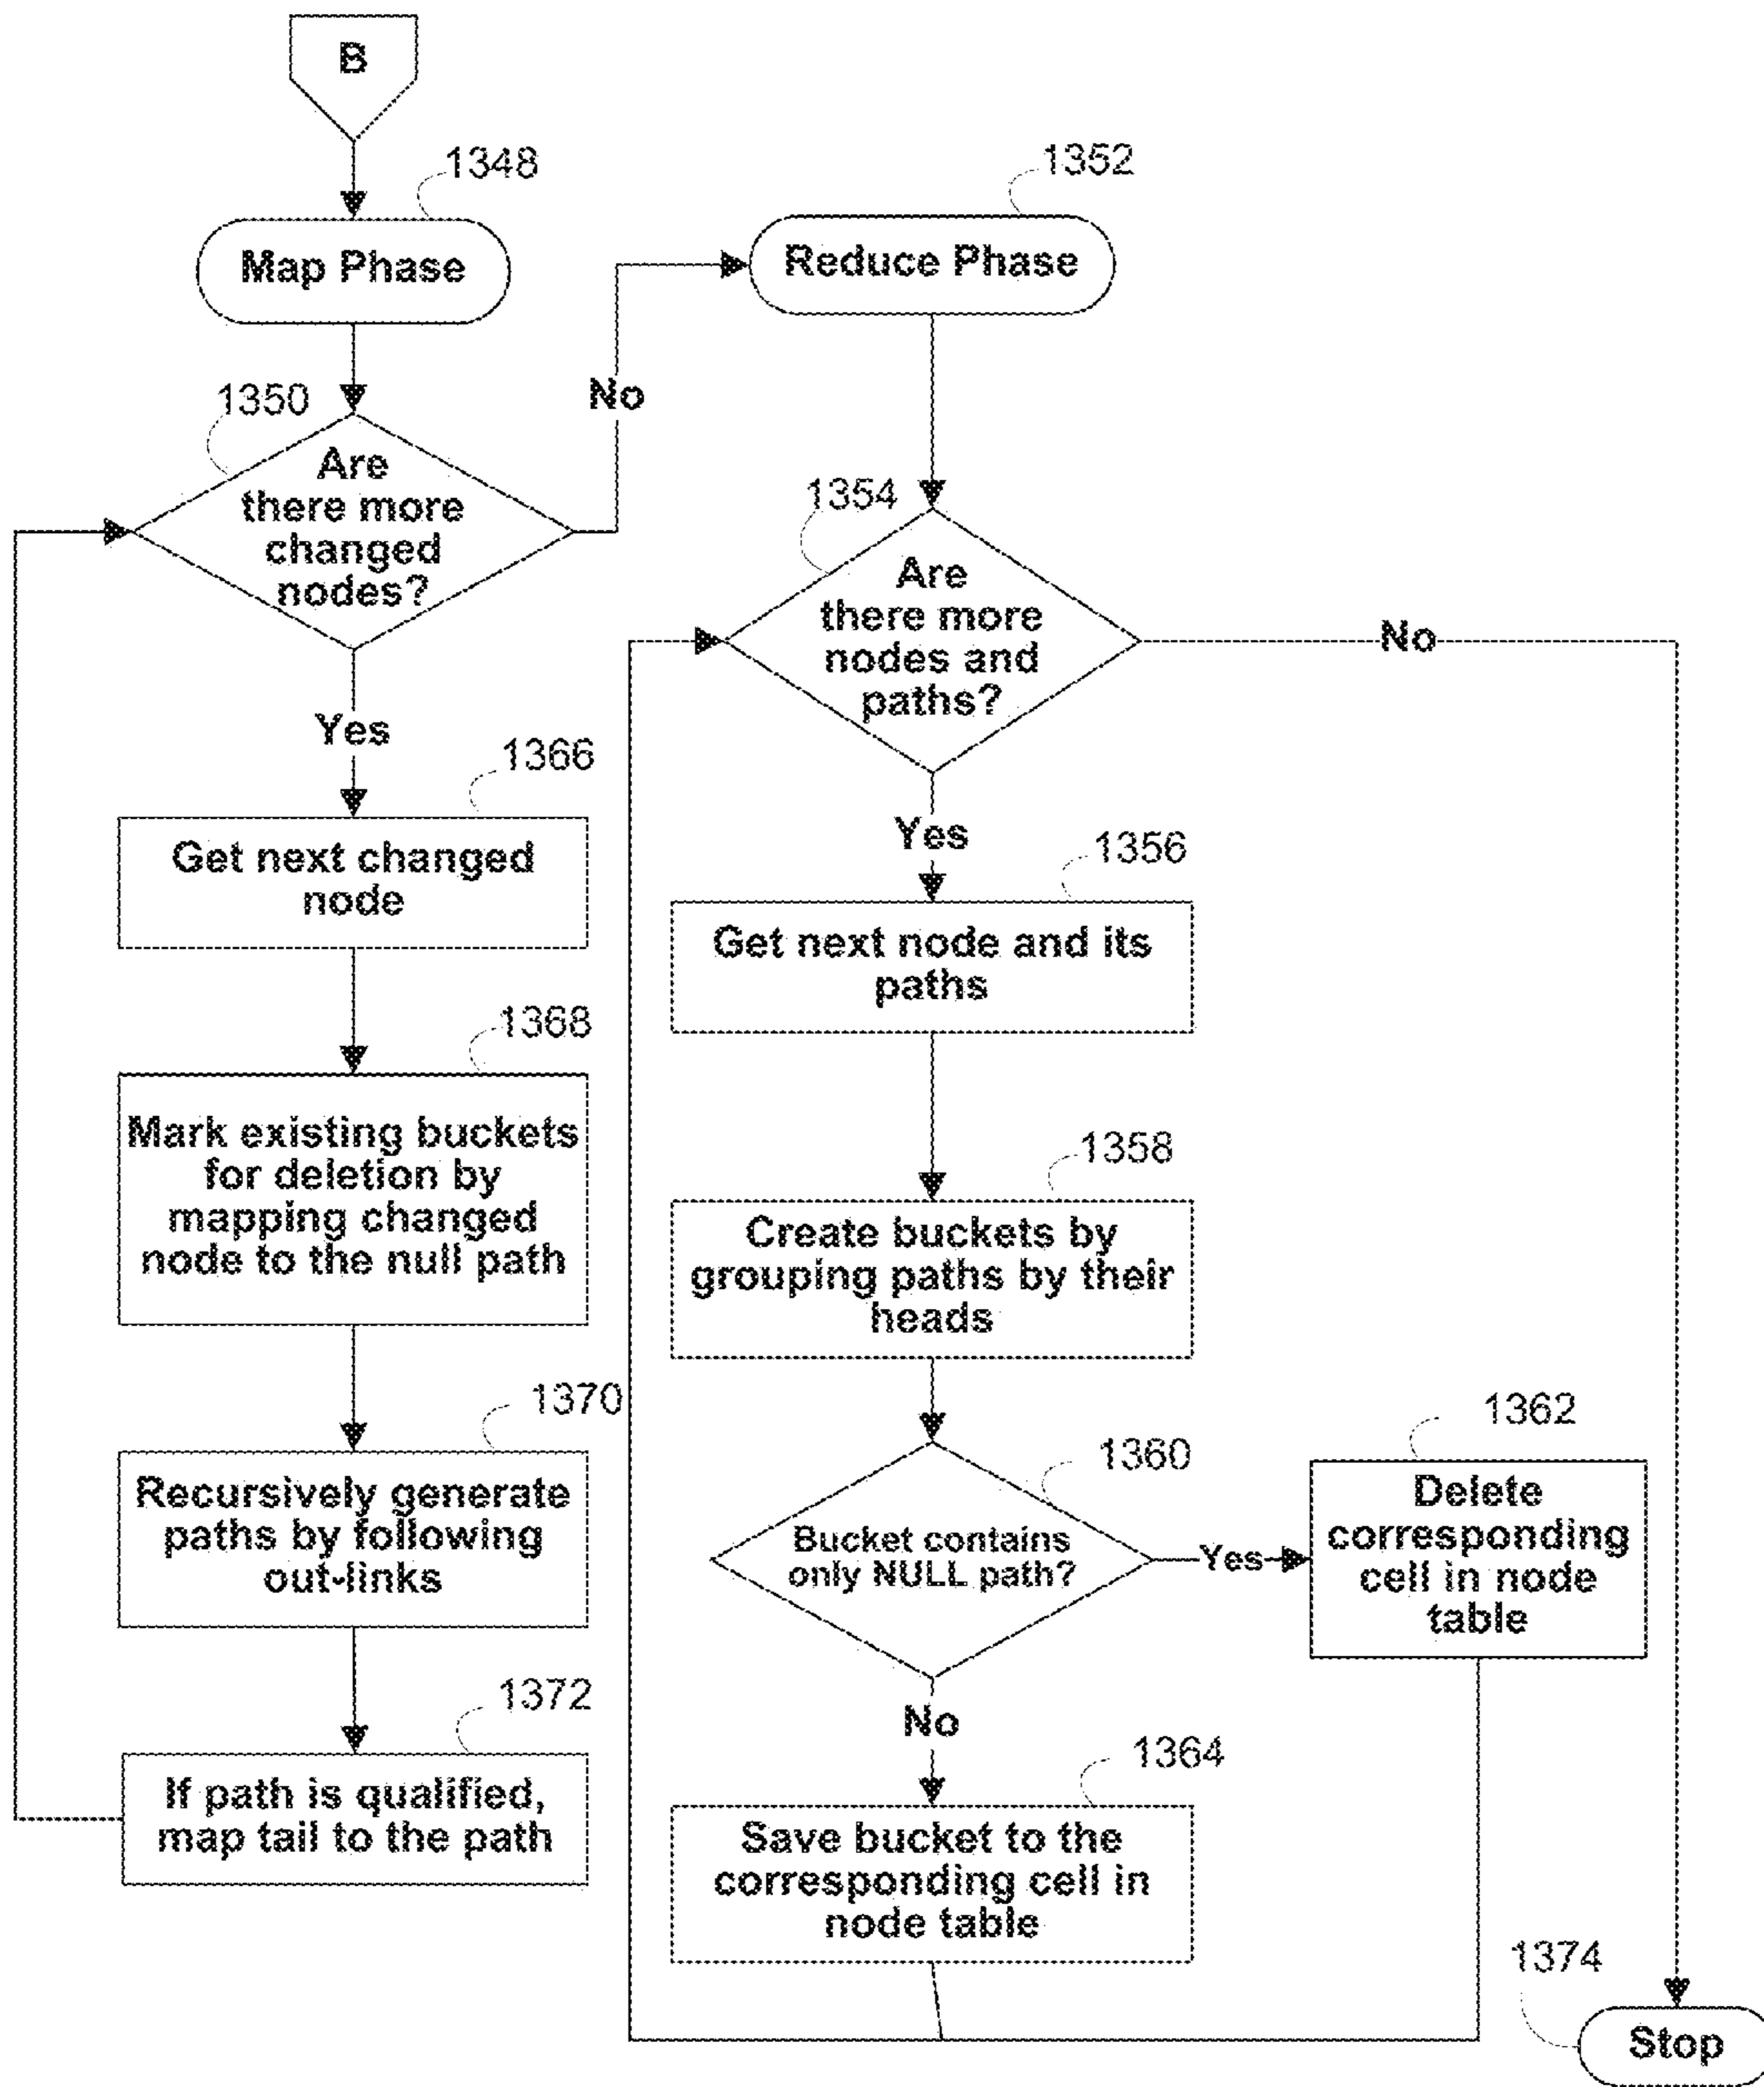 B
1348
Map Phase
1352
Reduce Phase
1350
Are
there more
changed
nodes?
No
Yes
1366
Get next changed
node
1368
Mark existing buckets
for deletion by
mapping changed
node to the null path
1370
Recursively generate
paths by following
out-links
1372
If path is qualified,
map tail to the path
1354
Are
there more
nodes and
paths?
No
Yes
1356
Get next node and its
paths
1358
Create buckets by
grouping paths by their
heads
1360
Bucket contains
only NULL path?
Yes
1362
Delete
corresponding
cell in node
table
No
1364
Save bucket to the
corresponding cell in
node table
1374
Stop